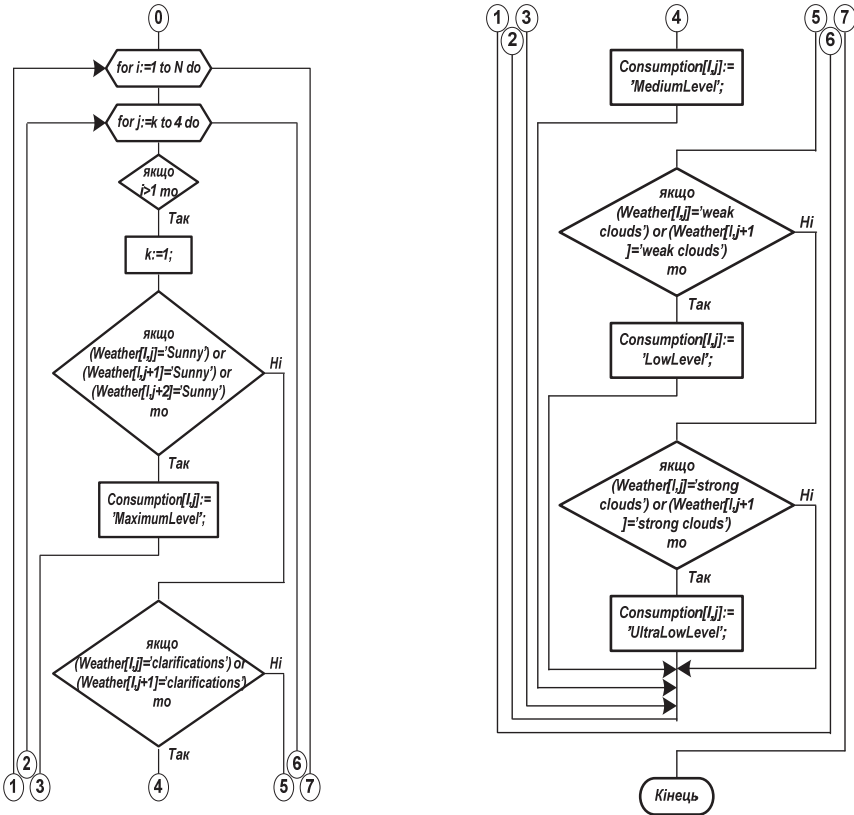 0
for i:=1 to N do
for j:=k to 4 do
якщо
i>1 то
Так
k:=1;
якщо
(Weather[I,j]='Sunny') or
(Weather[I,j+1]='Sunny') or
(Weather[I,j+2]='Sunny')
то
Ні
Так
Consumption[I,j]:=
'MaximumLevel';
якщо
(Weather[I,j]='clarifications') or
(Weather[I,j+1]='clarifications')
то
Ні
Так
1
2
3
4
5
6
7
1
2
3
4
5
6
7
Consumption[I,j]:=
'MediumLevel';
якщо
(Weather[I,j]='weak
clouds') or (Weather[I,j+1
]='weak clouds')
то
Ні
Так
Consumption[I,j]:=
'LowLevel';
якщо
(Weather[I,j]='strong
clouds') or (Weather[I,j+1
]='strong clouds')
то
Ні
Так
Consumption[I,j]:=
'UltraLowLevel';
Кінець